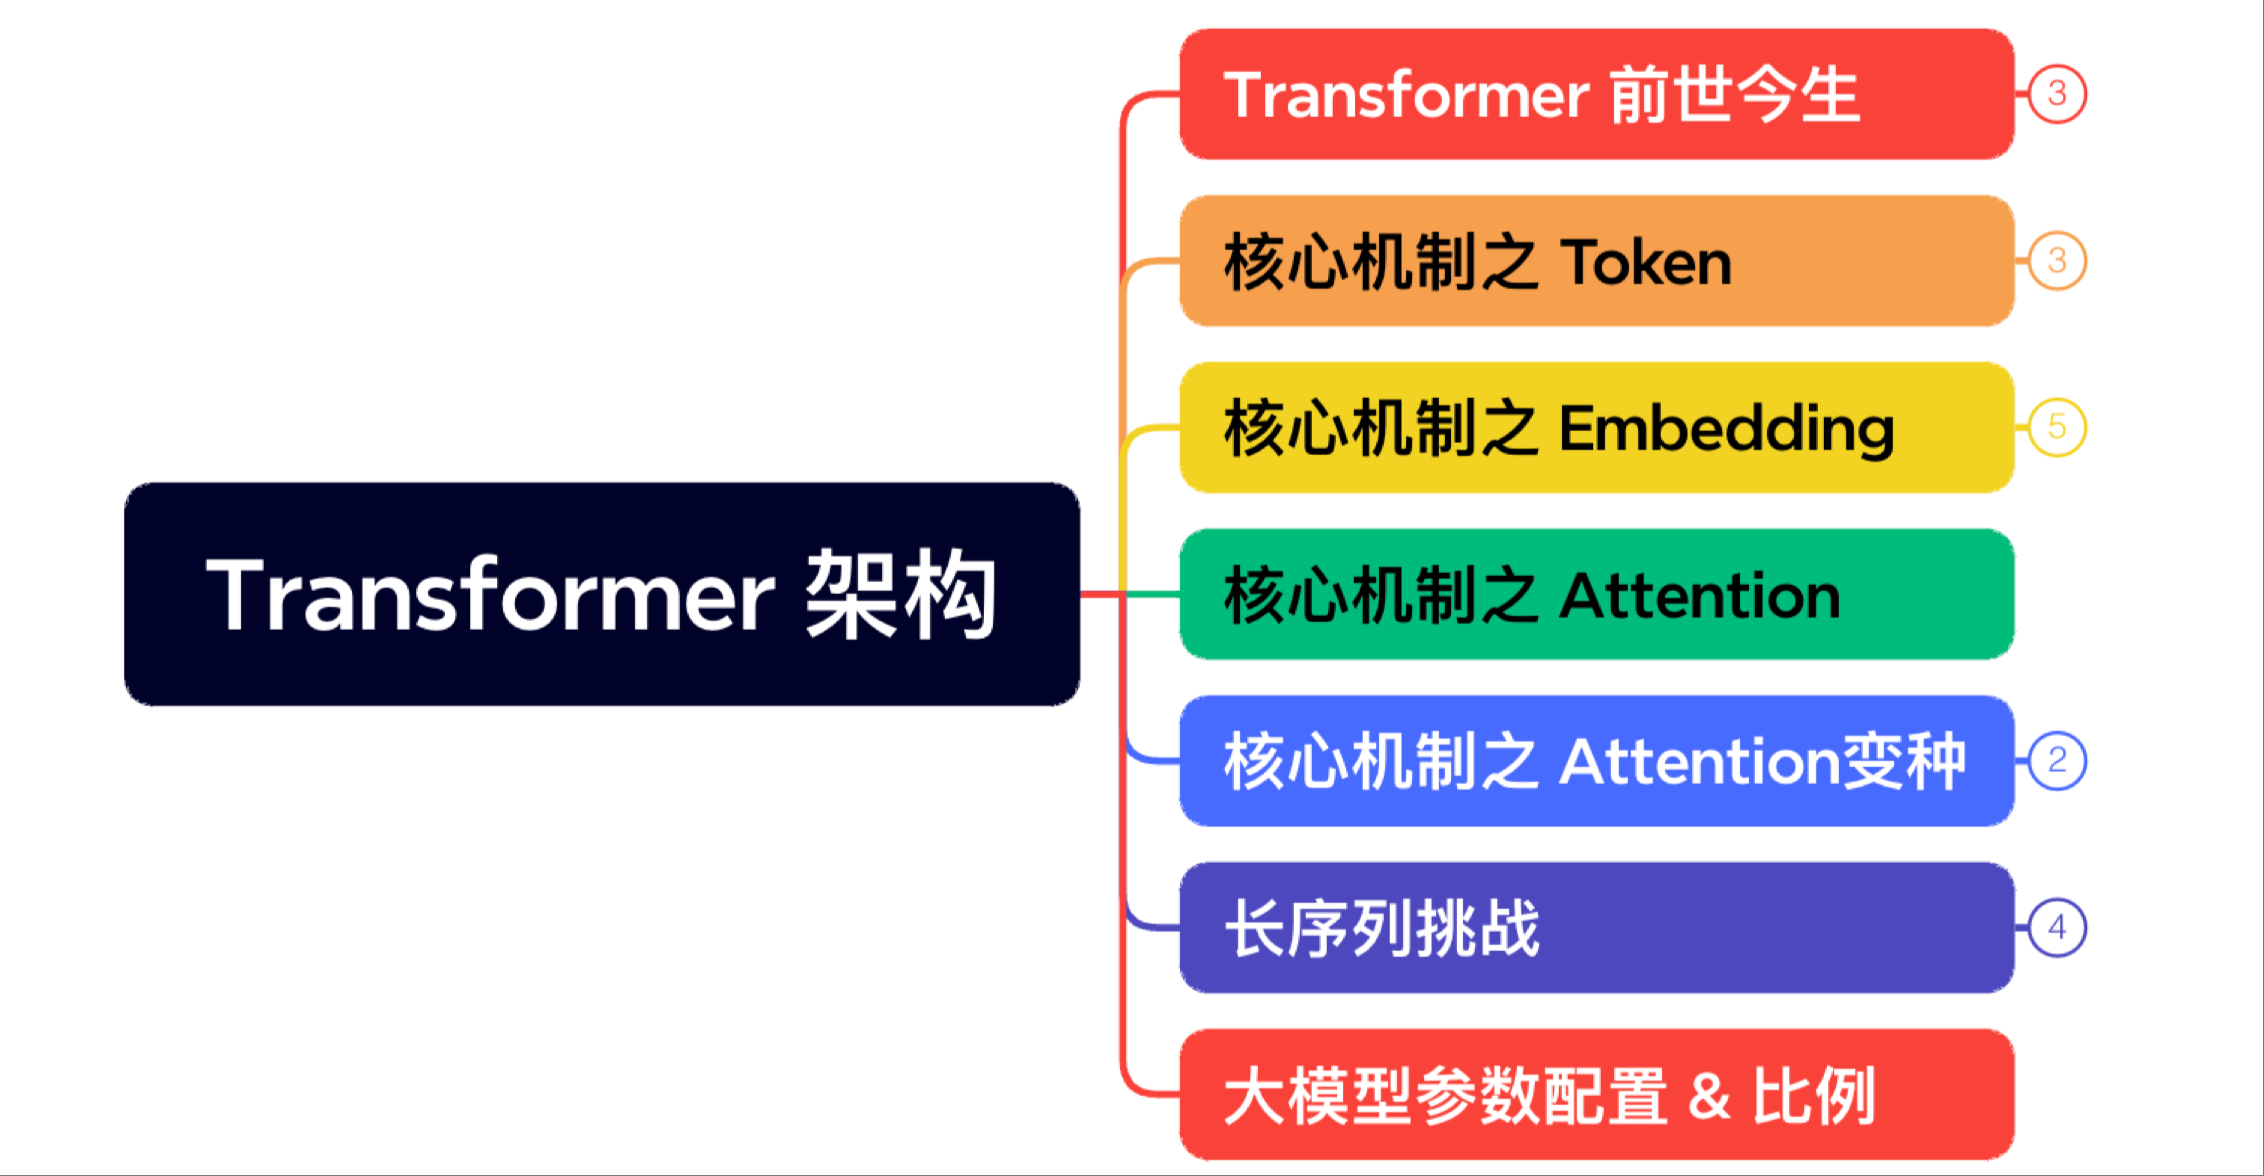 Transformer 架构
Transformer 前世今生
3
核心机制之 Token
3
核心机制之 Embedding
5
核心机制之 Attention
核心机制之 Attention变种
2
长序列挑战
4
大模型参数配置 & 比例